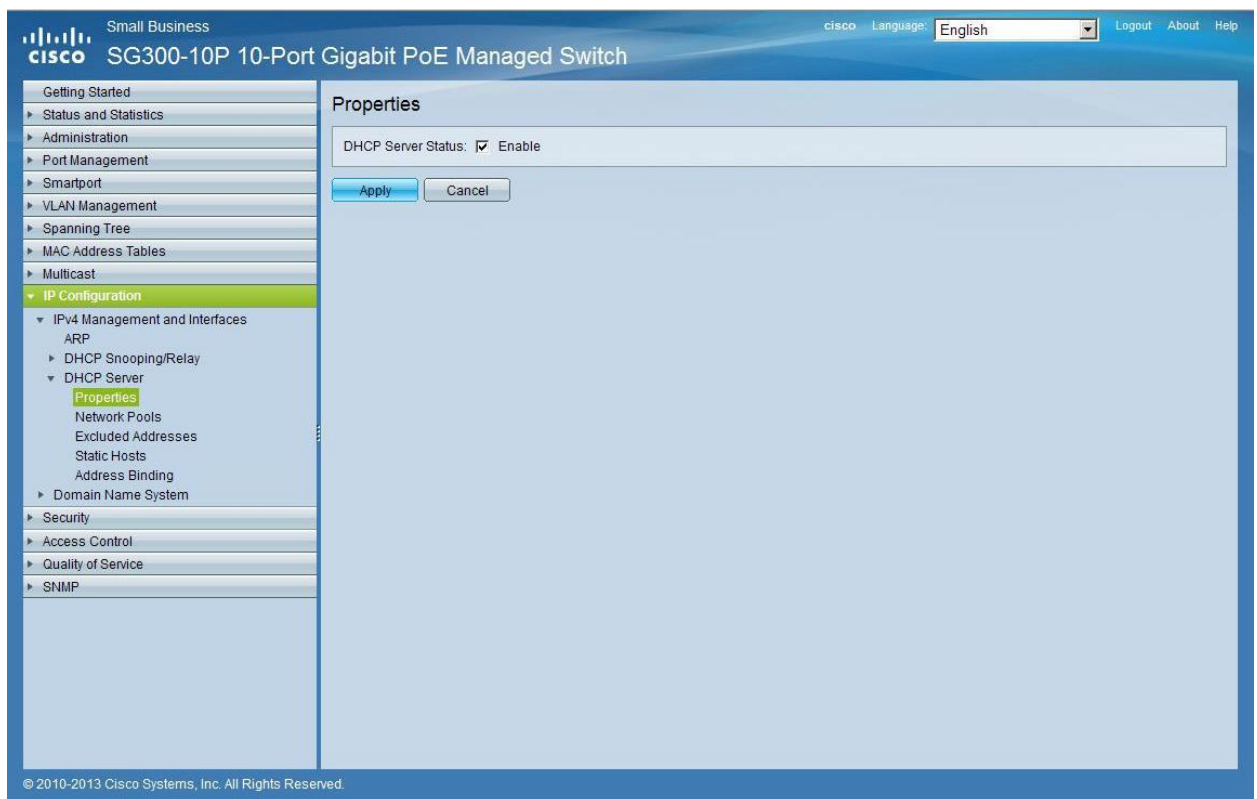 Small Business
cisco Language: English Logout About Help
cisco SG300-10P 10-Port Gigabit PoE Managed Switch
Getting Started
Status and Statistics
Administration
Port Management
Smartport
VLAN Management
Spanning Tree
MAC Address Tables
Multicast
IP Configuration
IPv4 Management and Interfaces
ARP
DHCP Snooping/Relay
DHCP Server
Properties
Network Pools
Excluded Addresses
Static Hosts
Address Binding
Domain Name System
Security
Access Control
Quality of Service
SNMP
Properties
DHCP Server Status: Enable
Apply Cancel
© 2010-2013 Cisco Systems, Inc. All Rights Reserved.